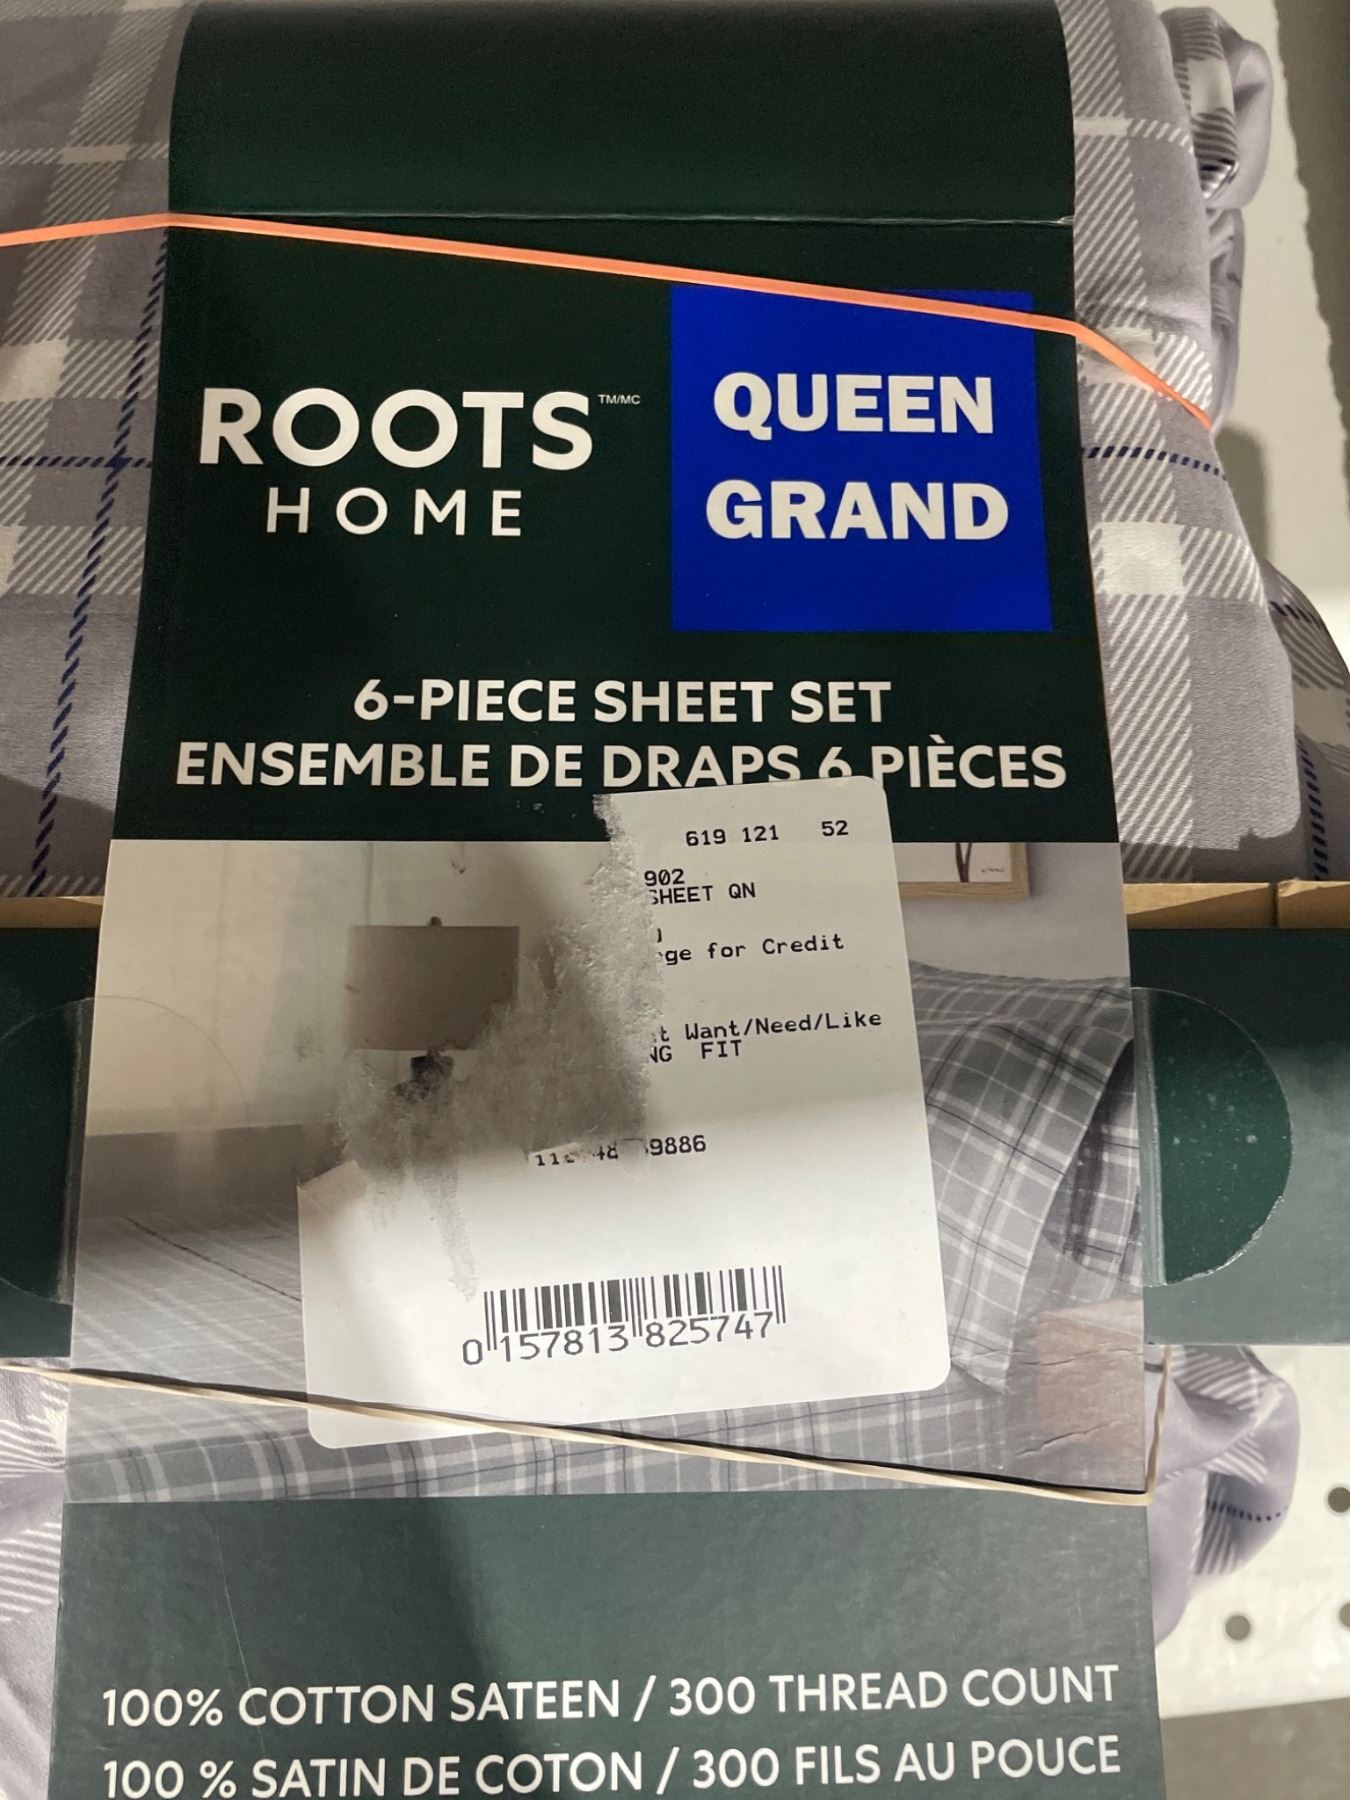 ROOTS TM/MC
HOME
QUEEN
GRAND
6-PIECE SHEET SET
ENSEMBLE DE DRAPS 6 PIÈCES
619 121 52
902
SHEET QN
for Credit
Want/Need/Like
FIT
9886
0 157813 825747
100% COTTON SATEEN / 300 THREAD COUNT
100 % SATIN DE COTON / 300 FILS AU POUCE